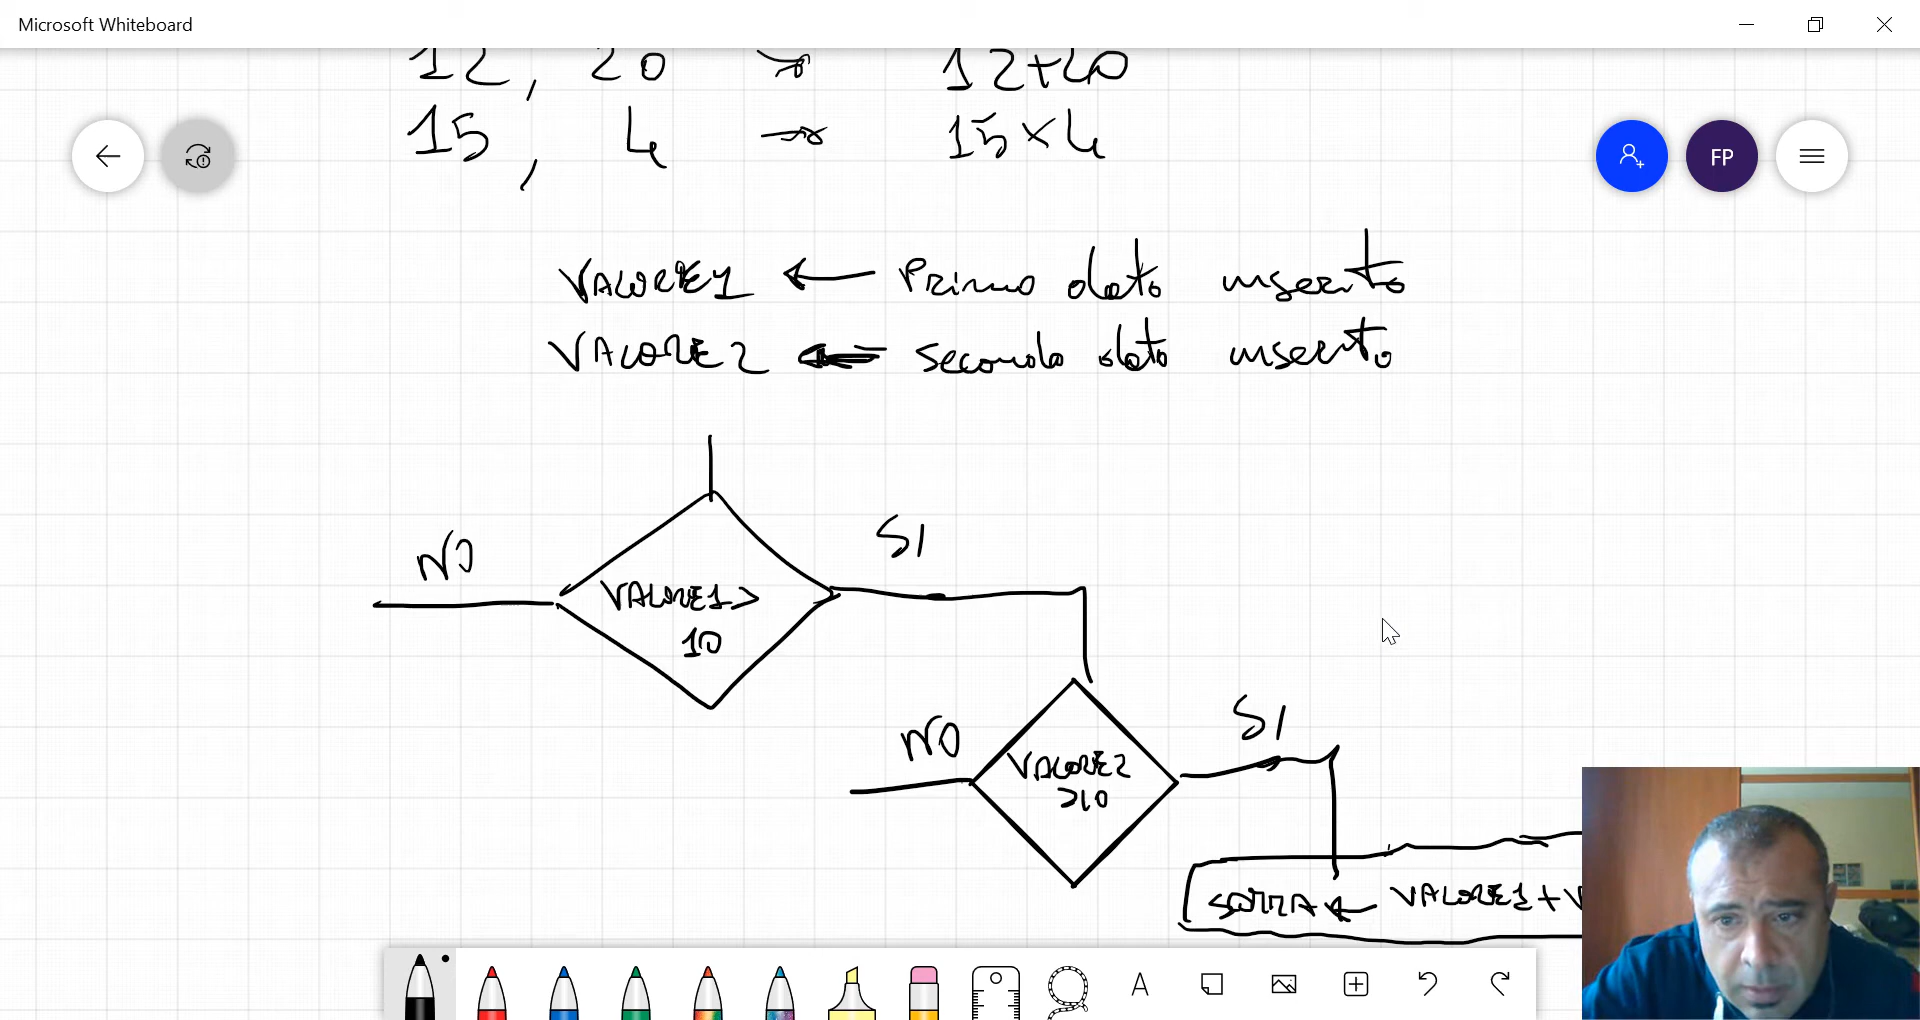 Microsoft Whiteboard
12, 20 → 12+20
15, 4 → 15×4
FP
VALORE1 ← Primo dato inserito
VALORE2 ← secondo dato inserito
NO
SI
VALORE1>
10
NO
SI
VALORE2
>10
SOMMA ← VALORE1+V
A